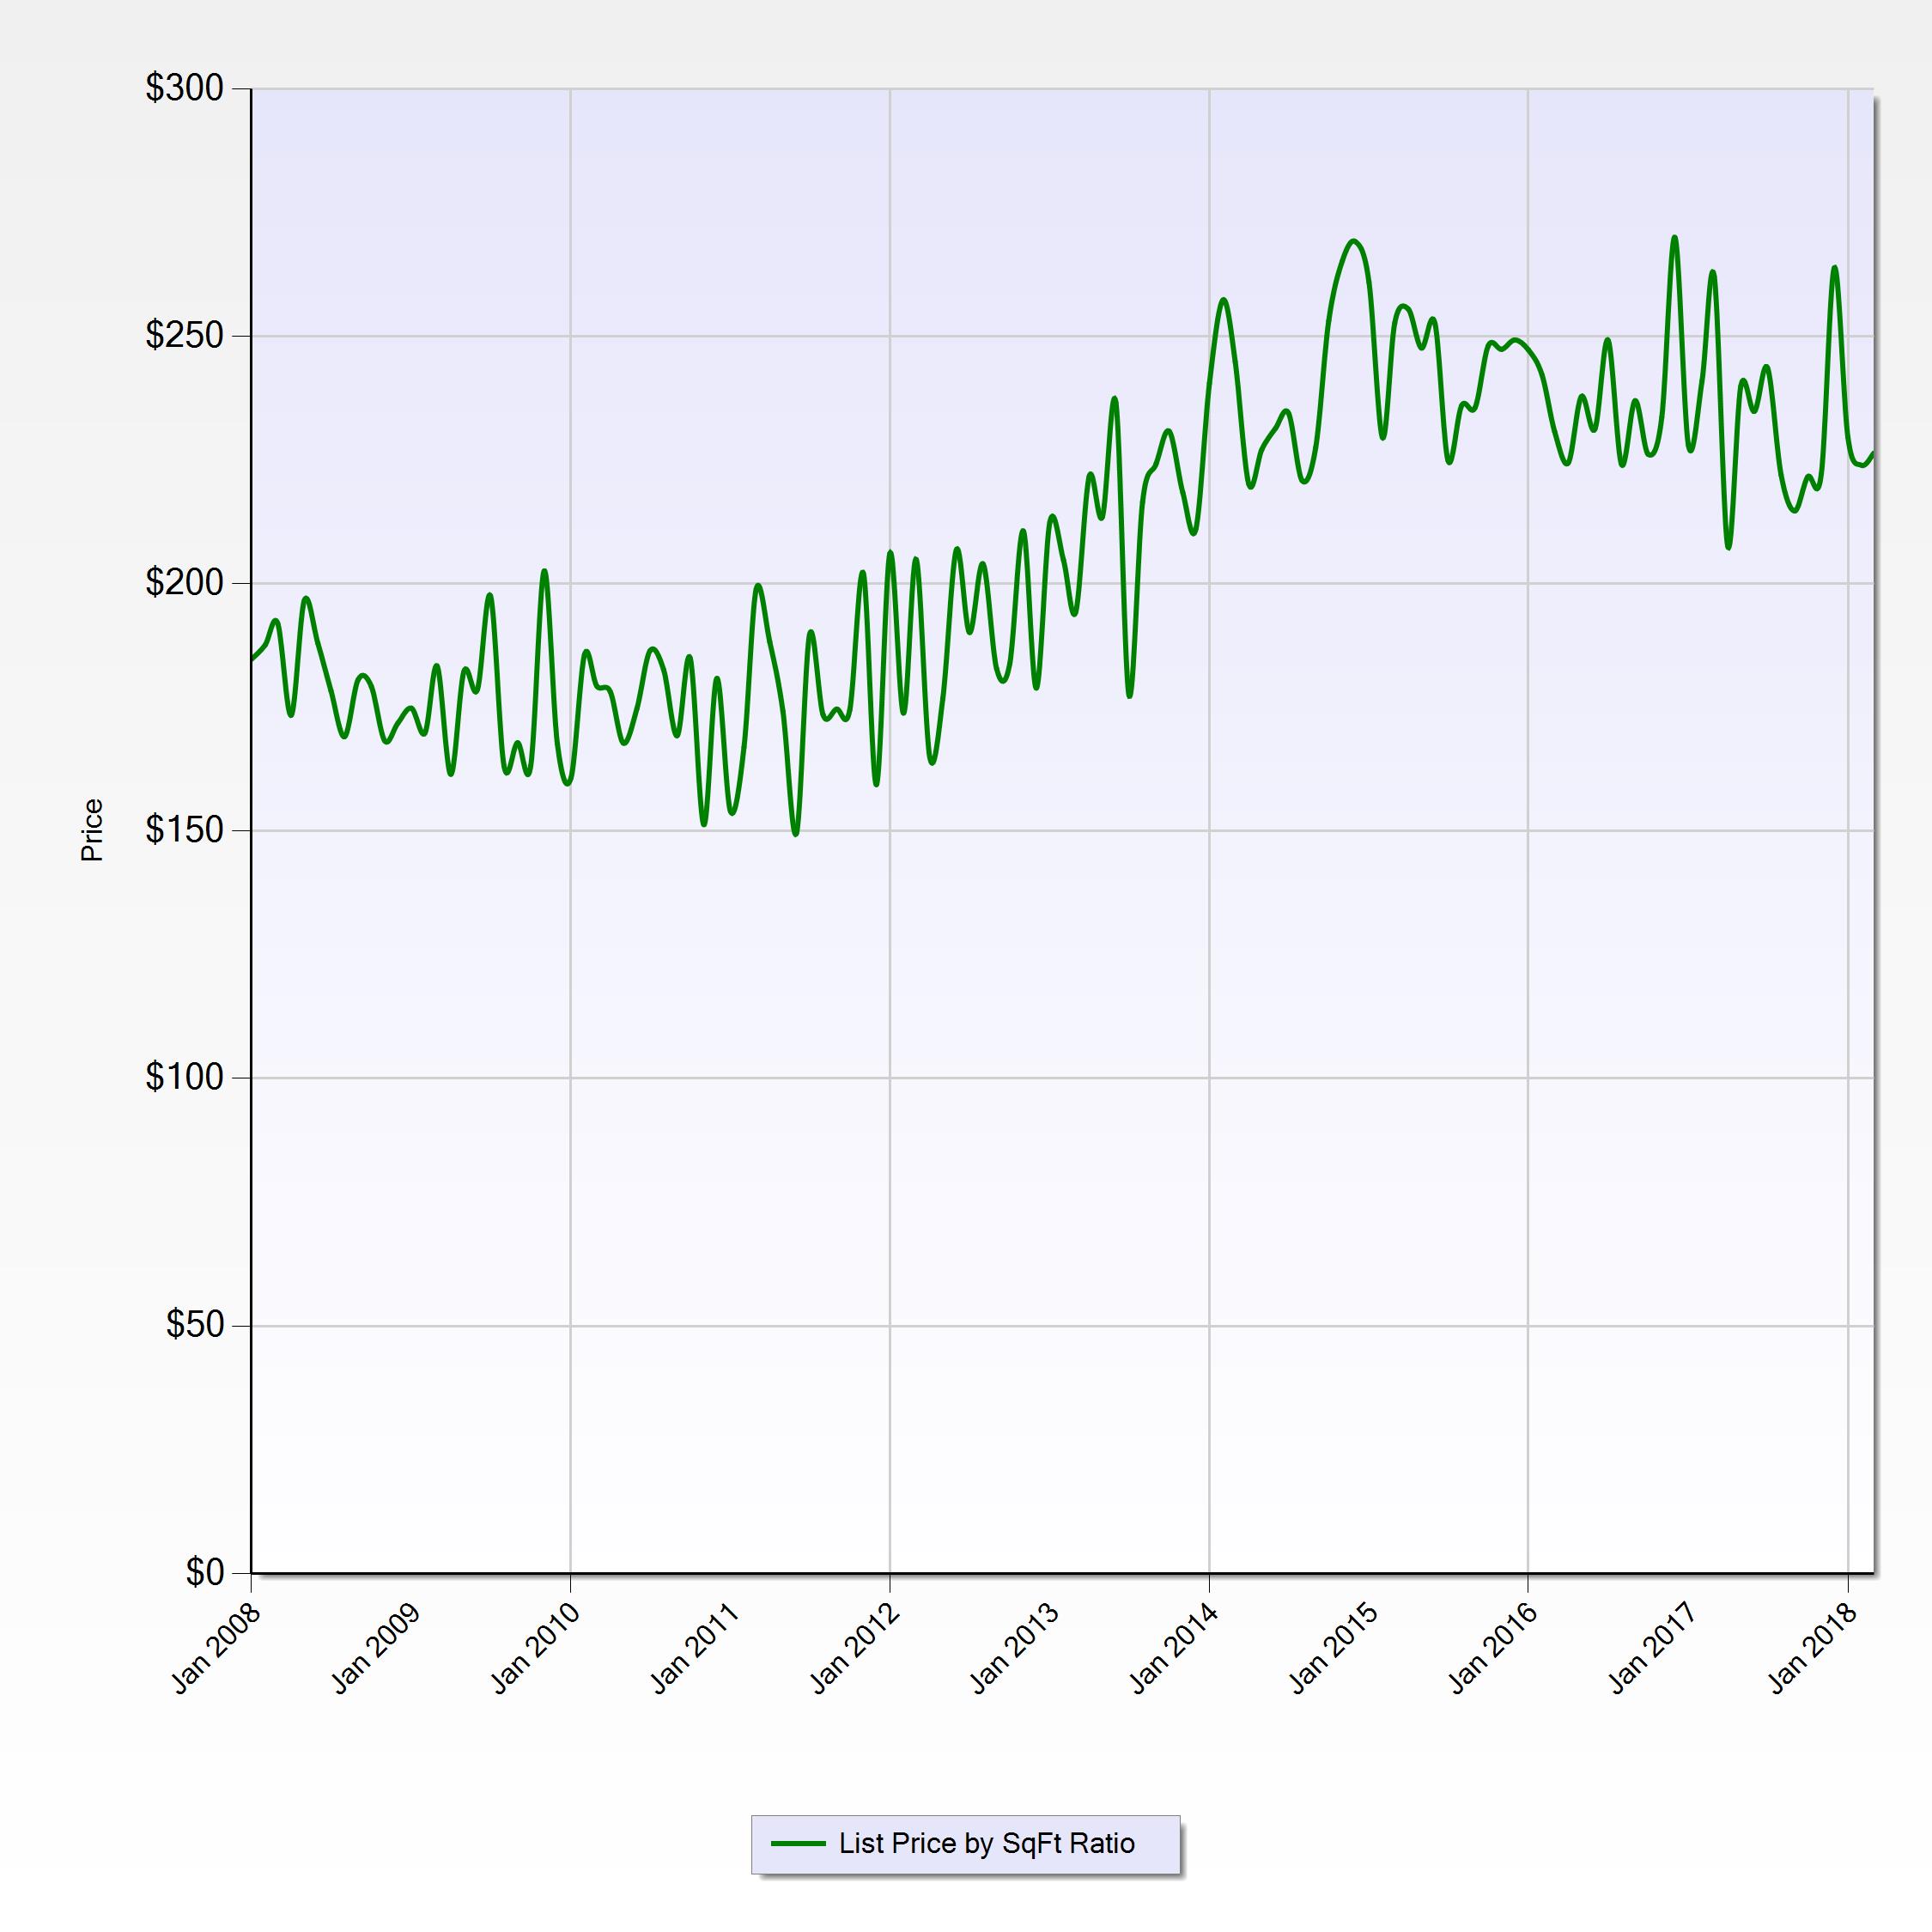 $300
$250
$200
$150
$100
$50
$0
Price
Jan 2008
Jan 2009
Jan 2010
Jan 2011
Jan 2012
Jan 2013
Jan 2014
Jan 2015
Jan 2016
Jan 2017
Jan 2018
List Price by SqFt Ratio